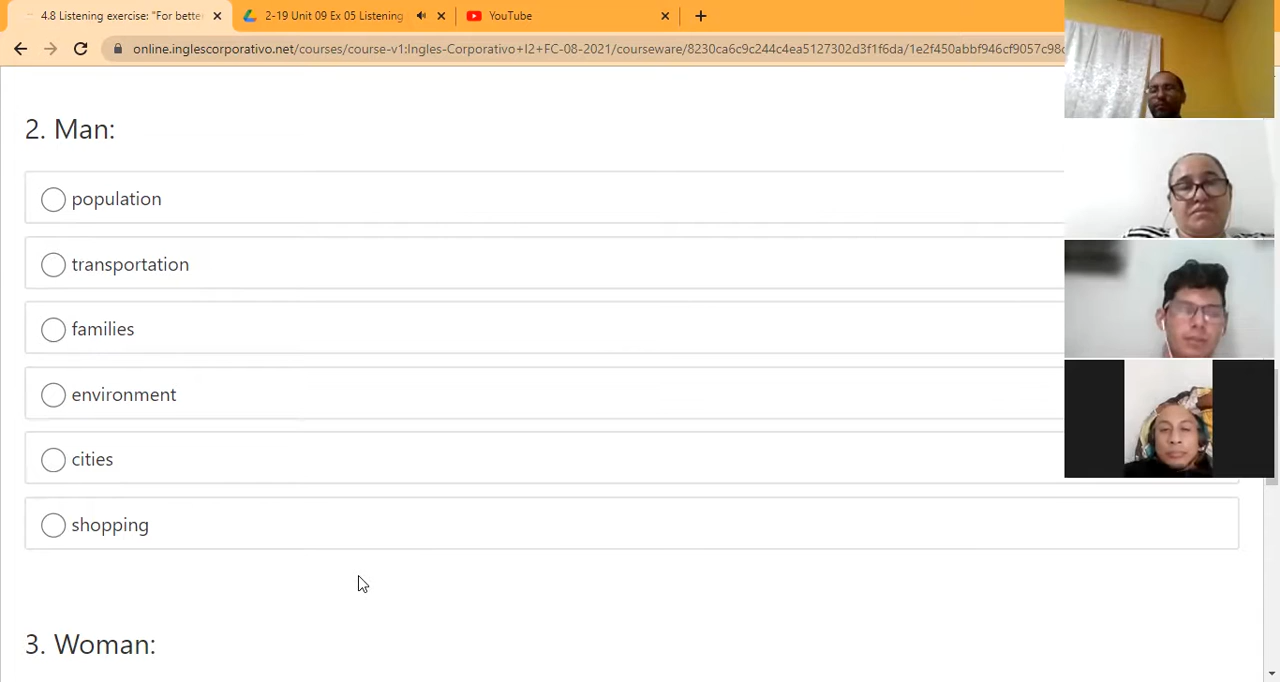 4.8 Listening exercise: "For bette
2-19 Unit 09 Ex 05 Listening
YouTube
online.inglescorporativo.net/courses/course-v1:Ingles-Corporativo+I2+FC-08-2021/courseware/8230ca6c9c244c4ea5127302d3f1f6da/1e2f450abbf946cf9057c98c
2. Man:
population
transportation
families
environment
cities
shopping
3. Woman: